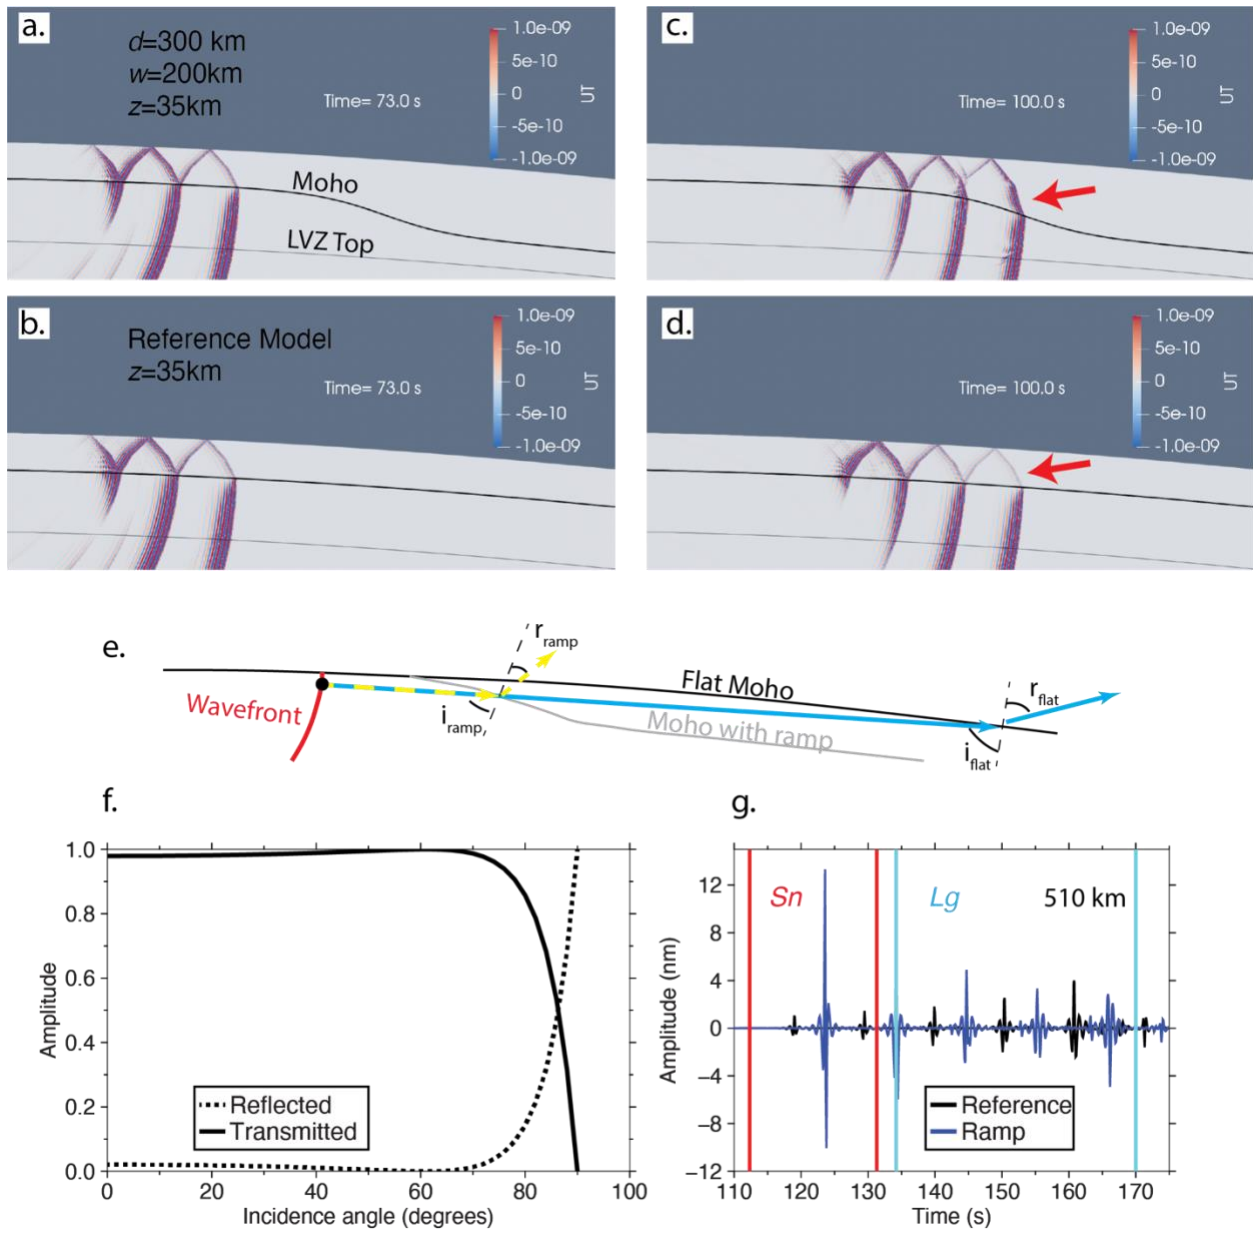 a.
d=300 km
w=200km
z=35km
Time= 73.0 s
1.0e-09
5e-10
0
-5e-10
-1.0e-09
UT
Moho
LVZ Top
c.
Time= 100.0 s
1.0e-09
5e-10
0
-5e-10
-1.0e-09
UT
b.
Reference Model
z=35km
Time= 73.0 s
1.0e-09
5e-10
0
-5e-10
-1.0e-09
UT
d.
Time= 100.0 s
1.0e-09
5e-10
0
-5e-10
-1.0e-09
UT
e.
r ramp
Flat Moho
r flat
Wavefront
i ramp,
Moho with ramp
i flat
f.
1.0
0.8
0.6
0.4
0.2
0.0
Amplitude
Reflected
Transmitted
0 20 40 60 80 100
Incidence angle (degrees)
g.
Sn
Lg
510 km
12
8
4
0
−4
−8
−12
Amplitude (nm)
Reference
Ramp
110 120 130 140 150 160 170
Time (s)